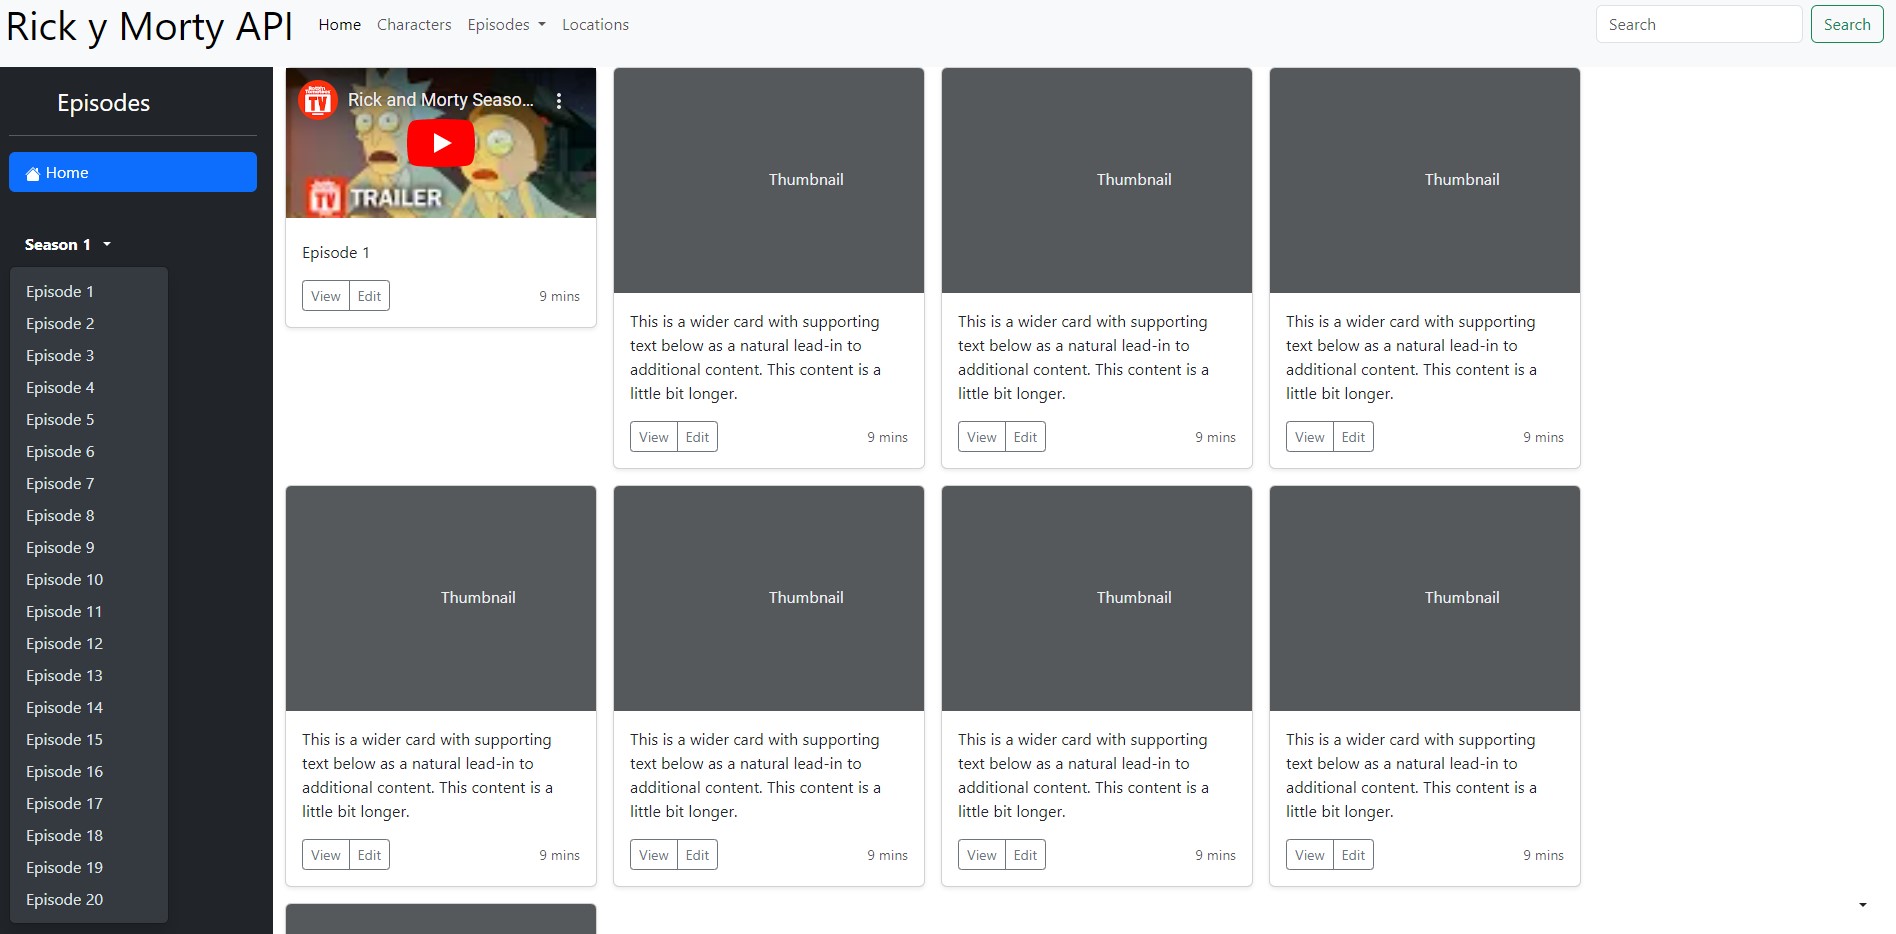 Rick y Morty API
Home
Characters
Episodes
Locations
Search
Search
Episodes
Home
Season 1
Episode 1
Episode 2
Episode 3
Episode 4
Episode 5
Episode 6
Episode 7
Episode 8
Episode 9
Episode 10
Episode 11
Episode 12
Episode 13
Episode 14
Episode 15
Episode 16
Episode 17
Episode 18
Episode 19
Episode 20
TV
Rick and Morty Seaso...
TV TRAILER
Episode 1
View Edit 9 mins
Thumbnail
This is a wider card with supporting
text below as a natural lead-in to
additional content. This content is a
little bit longer.
View Edit 9 mins
Thumbnail
This is a wider card with supporting
text below as a natural lead-in to
additional content. This content is a
little bit longer.
View Edit 9 mins
Thumbnail
This is a wider card with supporting
text below as a natural lead-in to
additional content. This content is a
little bit longer.
View Edit 9 mins
Thumbnail
This is a wider card with supporting
text below as a natural lead-in to
additional content. This content is a
little bit longer.
View Edit 9 mins
Thumbnail
This is a wider card with supporting
text below as a natural lead-in to
additional content. This content is a
little bit longer.
View Edit 9 mins
Thumbnail
This is a wider card with supporting
text below as a natural lead-in to
additional content. This content is a
little bit longer.
View Edit 9 mins
Thumbnail
This is a wider card with supporting
text below as a natural lead-in to
additional content. This content is a
little bit longer.
View Edit 9 mins